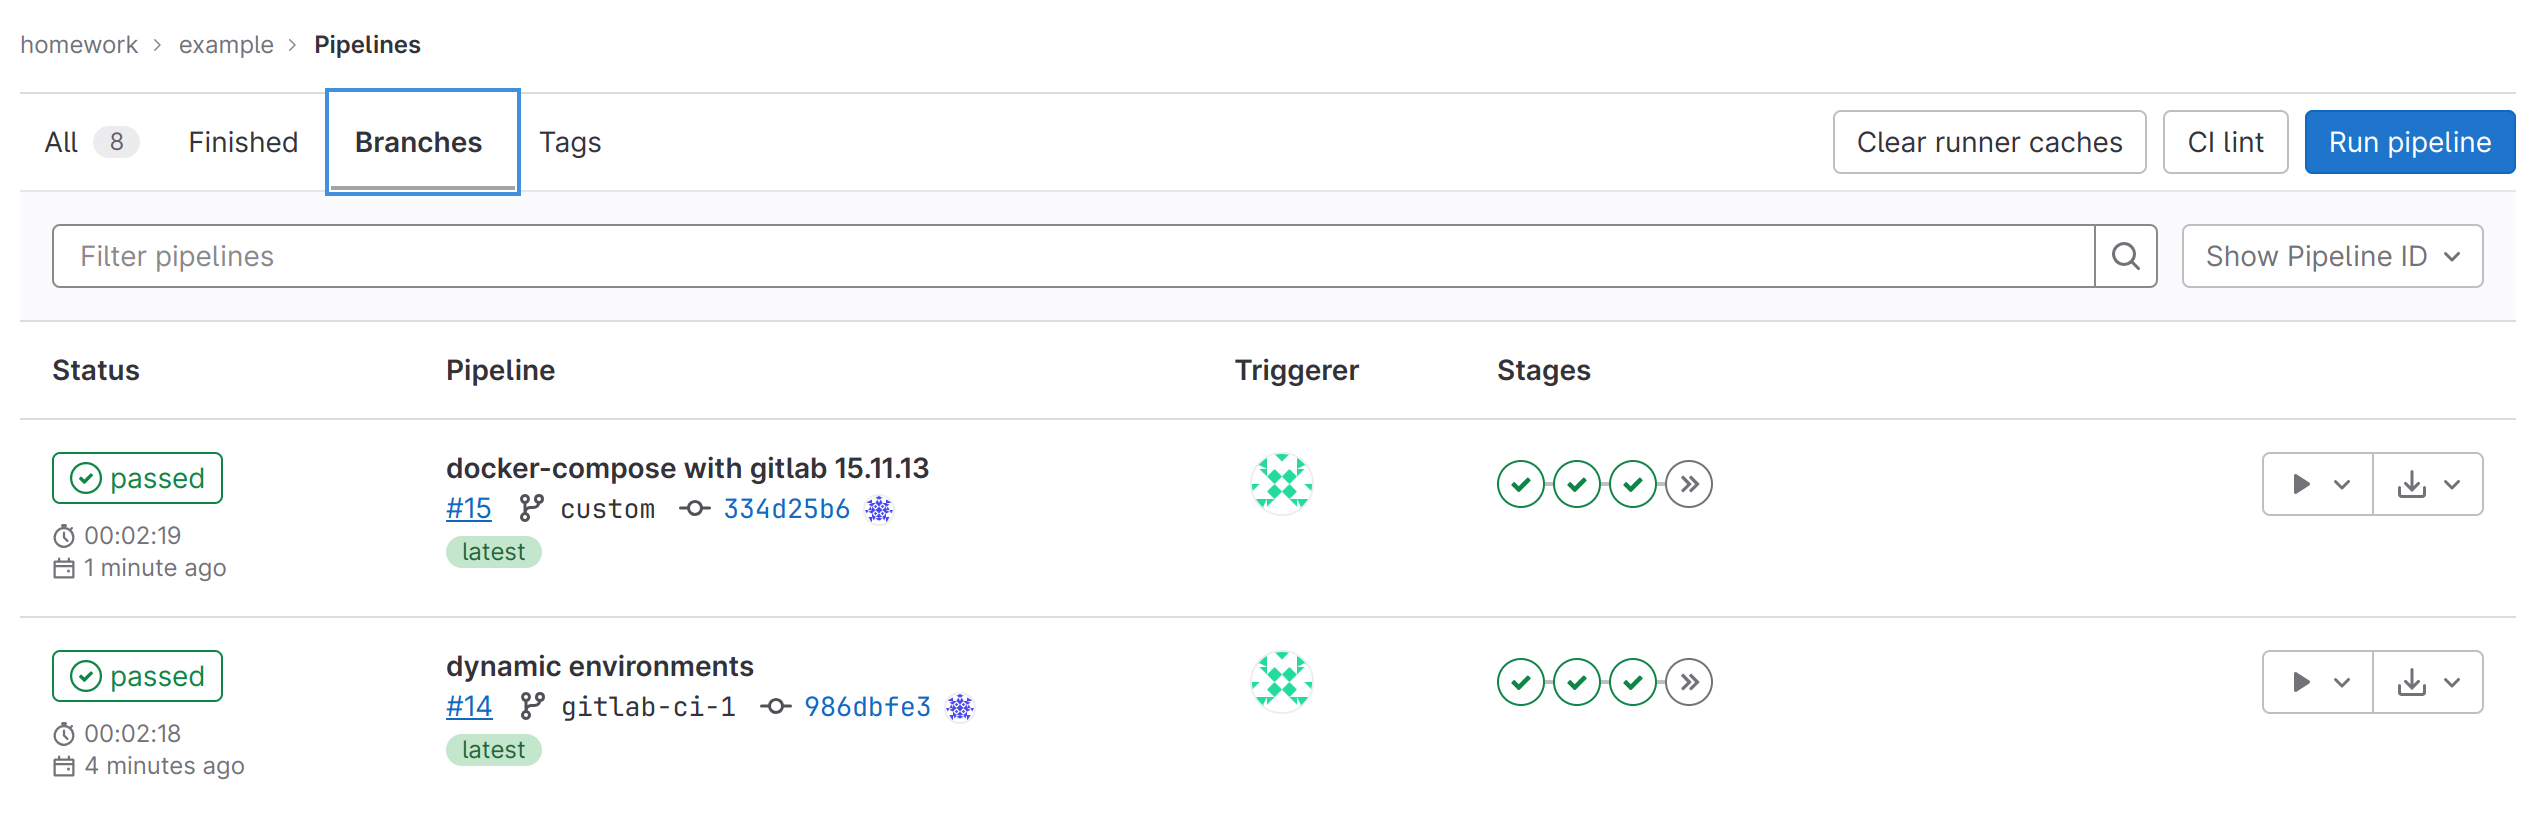 homework > example > Pipelines
All 8 Finished Branches Tags Clear runner caches CI lint Run pipeline
Filter pipelines Show Pipeline ID
Status Pipeline Triggerer Stages
passed docker-compose with gitlab 15.11.13
#15 custom 334d25b6
00:02:19 latest
1 minute ago
passed dynamic environments
#14 gitlab-ci-1 986dbfe3
00:02:18 latest
4 minutes ago